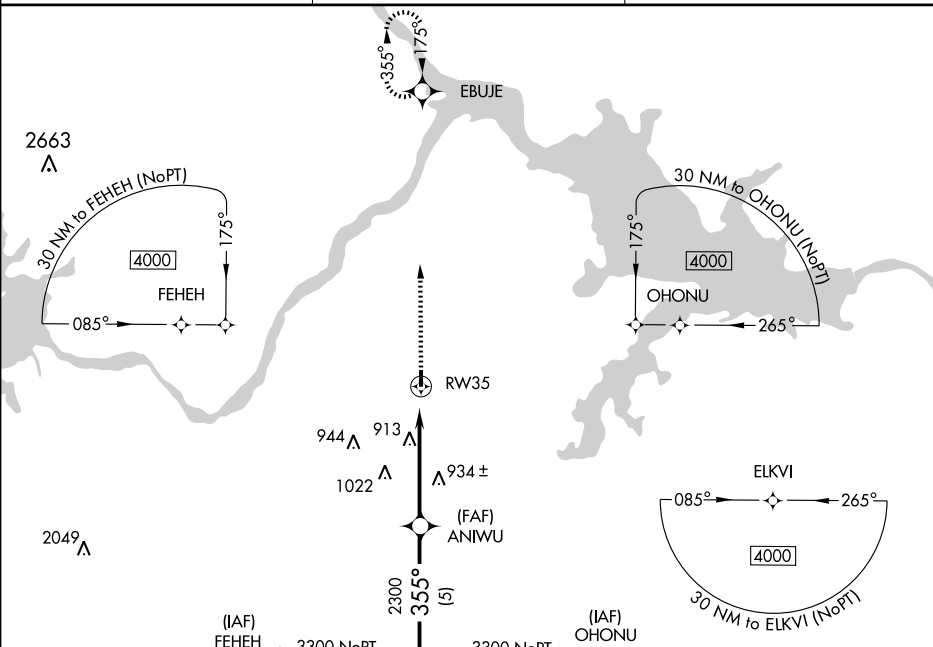 355°
175°
EBUJE
2663
30 NM to FEHEH (NoPT)
175°
4000
FEHEH
085°
30 NM to OHONU (NoPT)
175°
4000
OHONU
265°
RW35
944
913
1022
934 ±
(FAF)
ANIWU
2049
ELKVI
085°
265°
4000
30 NM to ELKVI (NoPT)
2300
355°
(5)
(IAF)
FEHEH
3300 NoPT
3300 NoPT
(IAF)
OHONU